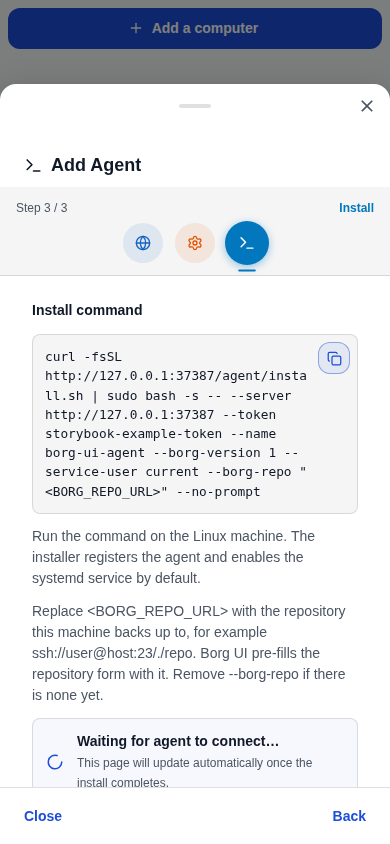 Add a computer
Add Agent
Step 3 / 3
Install
Install command
curl -fsSL
http://127.0.0.1:37387/agent/insta
ll.sh | sudo bash -s -- --server
http://127.0.0.1:37387 --token
storybook-example-token --name
borg-ui-agent --borg-version 1 --
service-user current --borg-repo "
<BORG_REPO_URL>" --no-prompt
Run the command on the Linux machine. The
installer registers the agent and enables the
systemd service by default.
Replace <BORG_REPO_URL> with the repository
this machine backs up to, for example
ssh://user@host:23/./repo. Borg UI pre-fills the
repository form with it. Remove --borg-repo if there
is none yet.
Waiting for agent to connect…
This page will update automatically once the
install completes.
Close
Back